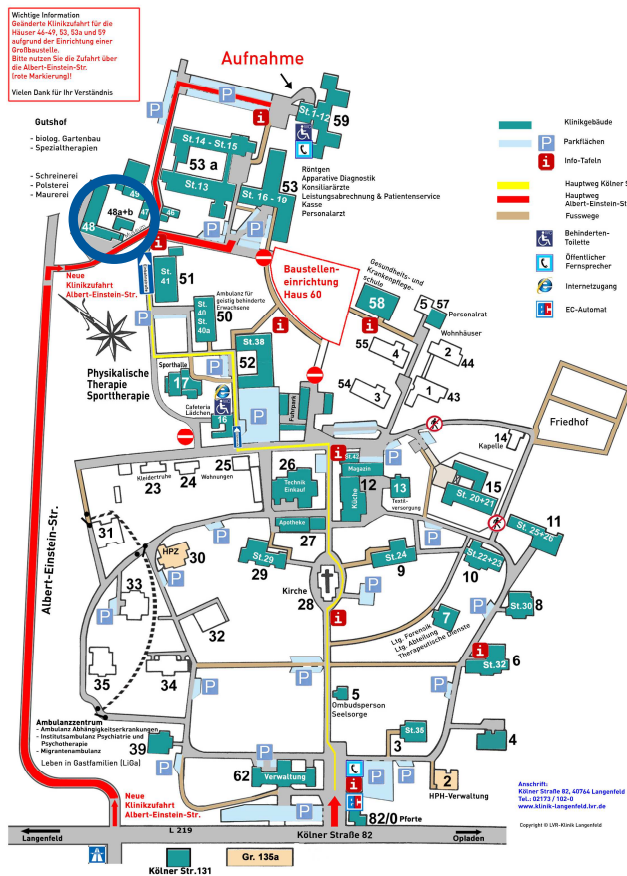 Wichtige Information
Geänderte Klinikzufahrt für die
Häuser 46-49, 53, 53a und 59
aufgrund der Einrichtung einer
Großbaustelle.
Bitte nutzen Sie die Zufahrt über
die Albert-Einstein-Str.
(rote Markierung)!
Vielen Dank für Ihr Verständnis
Aufnahme
Gutshof
- biolog. Gartenbau
- Spezialtherapien
- Schreinerei
- Polsterei
- Maurerei
St.1-12
59
St.14 - St.15
53 a
St.13
St. 16 - 19
53
Röntgen
Apparative Diagnostik
Konsiliarärzte
Leistungsabrechnung & Patientenservice
Kasse
Personalarzt
Klinikgebäude
P Parkflächen
i Info-Tafeln
Hauptweg Kölner S
Hauptweg
Albert-Einstein-St
Fusswege
Behinderten-
Toilette
Öffentlicher
Fernsprecher
Internetzugang
EC-Automat
49
48a+b
47
46
48
Neue
Klinikzufahrt
Albert-Einstein-Str.
St.
41
51
St.
40
St.
40a
50
Ambulanz für
geistig behinderte
Erwachsene
Baustellen-
einrichtung
Haus 60
Gesundheits- und
Krankenpflege-
schule
58
5
57
Personalrat
Wohnhäuser
55
4
2
44
54
3
1
43
St.38
52
Physikalische
Therapie
Sporttherapie
Sporthalle
17
Cafeteria
Lädchen
16
Fuhrpark
Friedhof
14
Kapelle
Kleidertruhe
23
24
25
Wohnungen
26
Technik
Einkauf
St.42
Magazin
Küche
12
13
Textil-
versorgung
15
St. 20+21
Apotheke
27
31
HPZ
30
St.29
29
St.24
9
St.22+23
10
11
St. 25+26
Kirche
28
33
32
St.30
8
7
Ltg. Forensik
Ltg. Abteilung
Therapeutische Dienste
St.32
6
35
34
Albert-Einstein-Str.
5
Ombudsperson
Seelsorge
Ambulanzzentrum
- Ambulanz Abhängigkeitserkrankungen
- Institutsambulanz Psychiatrie und
Psychotherapie
- Migrantenambulanz
Leben in Gastfamilien (LiGa)
39
St.35
3
4
62
Verwaltung
2
HPH-Verwaltung
Neue
Klinikzufahrt
Albert-Einstein-Str.
82/0 Pforte
Anschrift:
Kölner Straße 82, 40764 Langenfeld
Tel.: 02173 / 102-0
www.klinik-langenfeld.lvr.de
Copyright © LVR-Klinik Langenfeld
Langenfeld
L 219
Kölner Straße 82
Opladen
Kölner Str.131
Gr. 135a